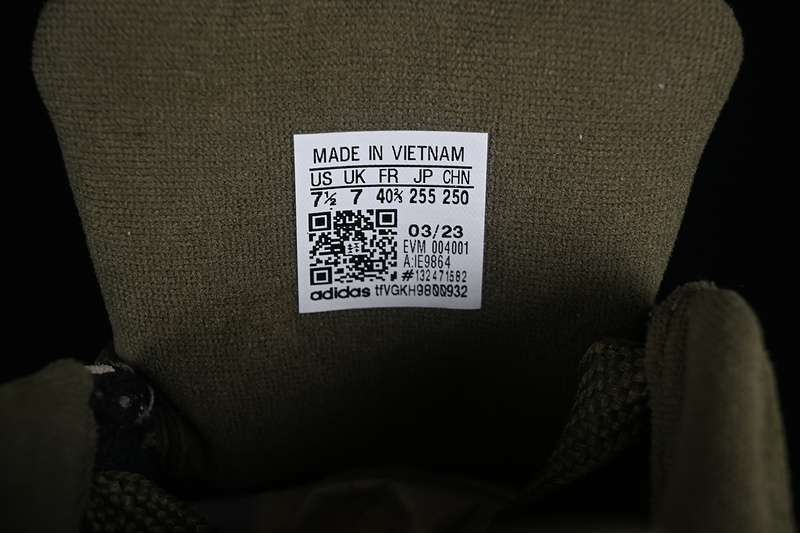 MADE IN VIETNAM
US UK FR JP CHN
7½ 7 40⅔ 255 250
03/23
EVM 004001
A:IE9864
#132471582
adidas tfVGKH9800932